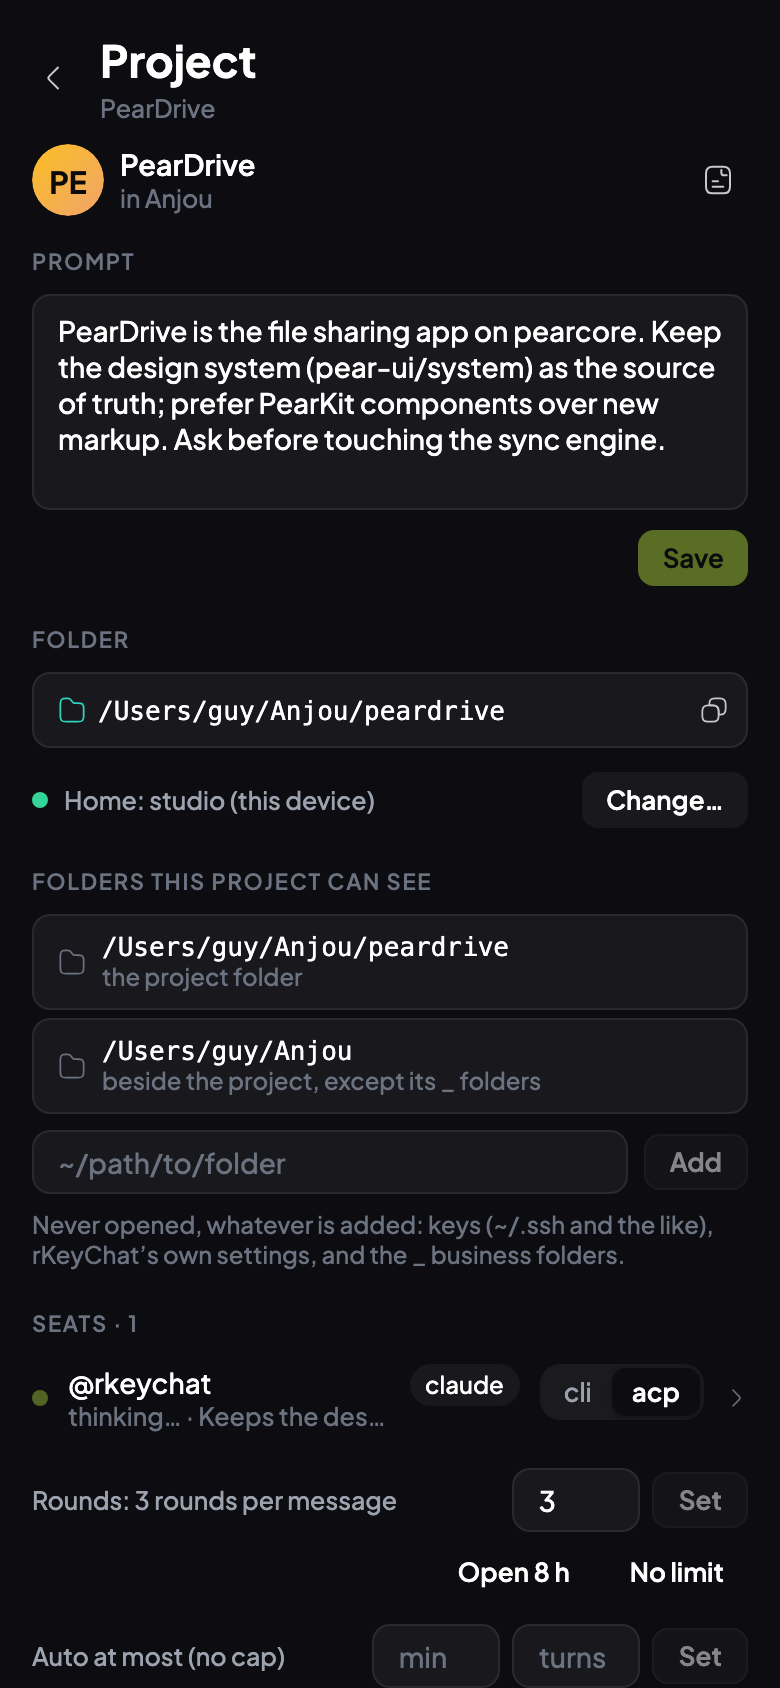 Project
PearDrive
PE
PearDrive
in Anjou
PROMPT
PearDrive is the file sharing app on pearcore. Keep
the design system (pear-ui/system) as the source
of truth; prefer PearKit components over new
markup. Ask before touching the sync engine.
Save
FOLDER
/Users/guy/Anjou/peardrive
Home: studio (this device)
Change…
FOLDERS THIS PROJECT CAN SEE
/Users/guy/Anjou/peardrive
the project folder
/Users/guy/Anjou
beside the project, except its _ folders
~/path/to/folder
Add
Never opened, whatever is added: keys (~/.ssh and the like),
rKeyChat’s own settings, and the _ business folders.
SEATS · 1
@rkeychat
claude
cli
acp
thinking… · Keeps the des…
Rounds: 3 rounds per message
3
Set
Open 8 h
No limit
Auto at most (no cap)
min
turns
Set